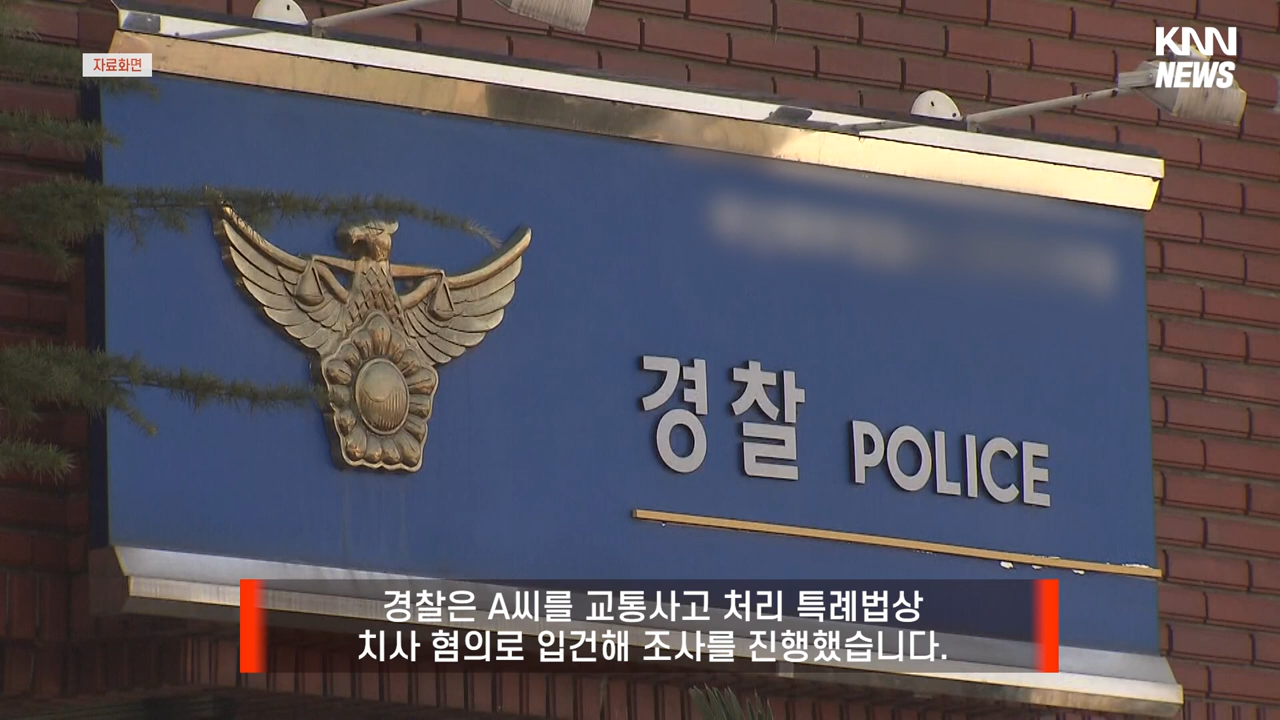 자료화면
KNN
NEWS
경찰 POLICE
경찰은 A씨를 교통사고 처리 특례법상
치사 혐의로 입건해 조사를 진행했습니다.